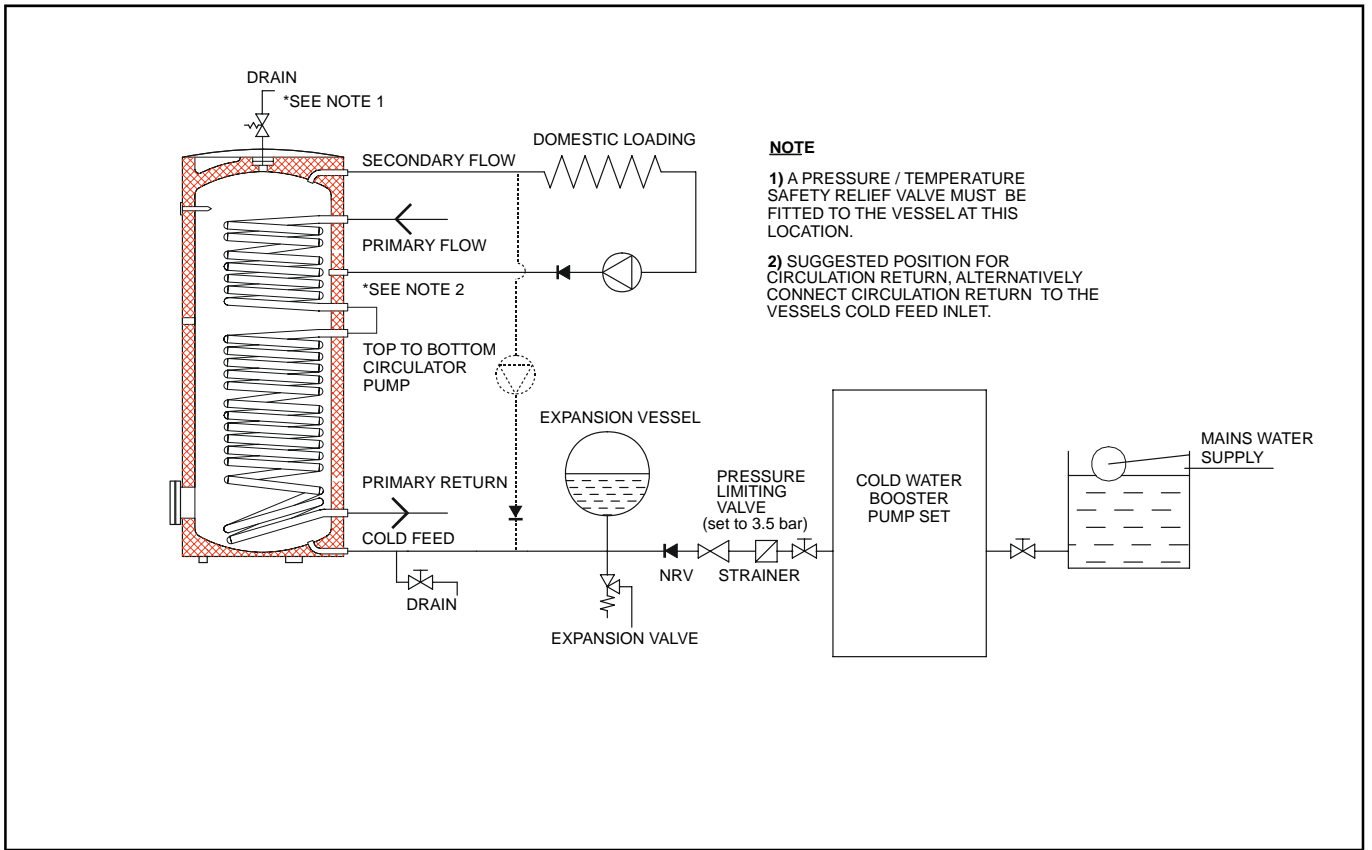 DRAIN
*SEE NOTE 1
SECONDARY FLOW
DOMESTIC LOADING
PRIMARY FLOW
*SEE NOTE 2
TOP TO BOTTOM
CIRCULATOR
PUMP
NOTE
1) A PRESSURE / TEMPERATURE
SAFETY RELIEF VALVE MUST BE
FITTED TO THE VESSEL AT THIS
LOCATION.
2) SUGGESTED POSITION FOR
CIRCULATION RETURN, ALTERNATIVELY
CONNECT CIRCULATION RETURN TO THE
VESSELS COLD FEED INLET.
EXPANSION VESSEL
PRIMARY RETURN
COLD FEED
DRAIN
PRESSURE
LIMITING
VALVE
(set to 3.5 bar)
NRV
STRAINER
EXPANSION VALVE
COLD WATER
BOOSTER
PUMP SET
MAINS WATER
SUPPLY